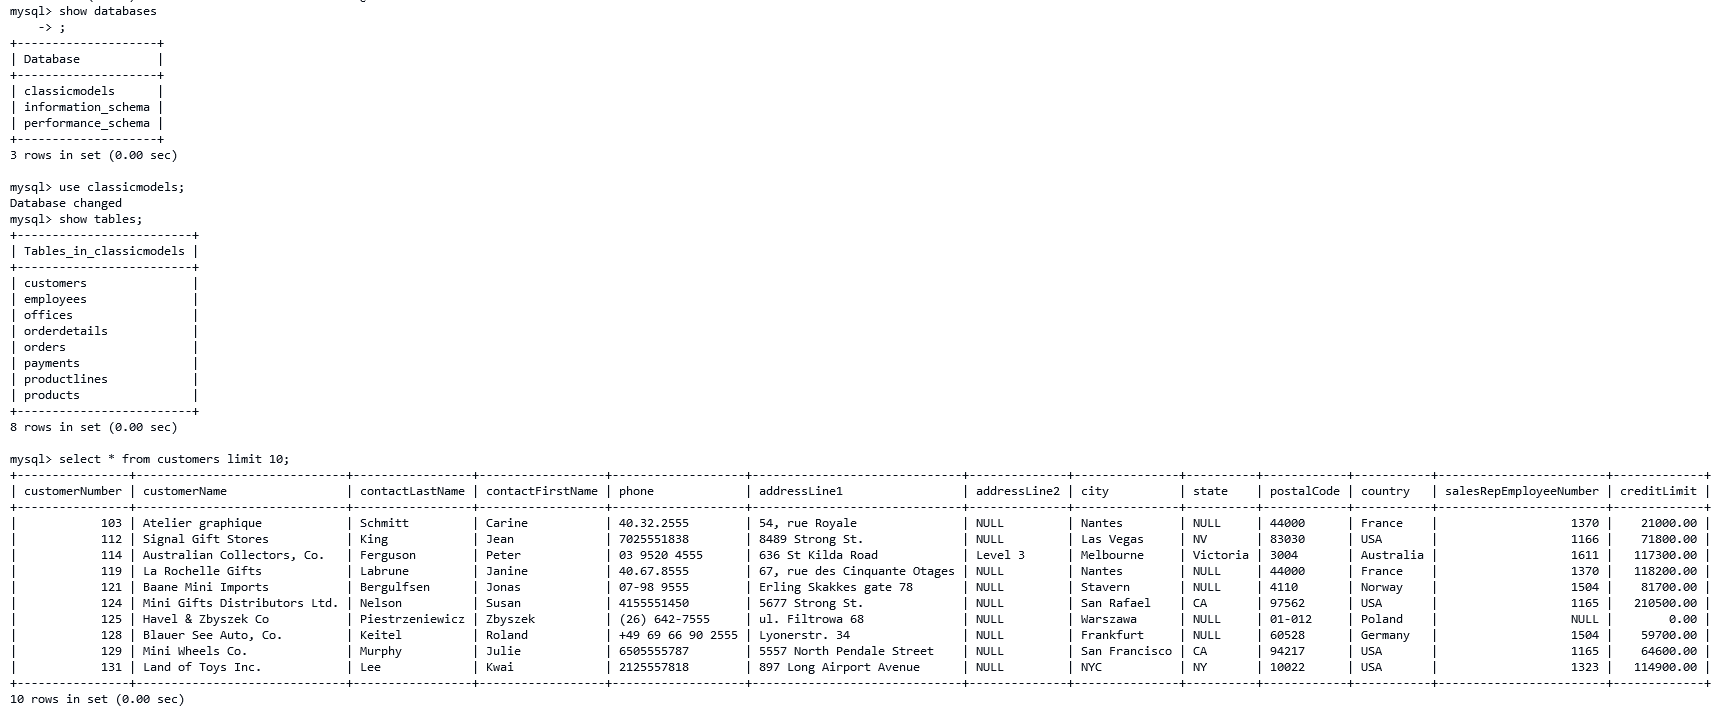 mysql> show databases
    -> ;
+--------------------+
| Database           |
+--------------------+
| classicmodels      |
| information_schema |
| performance_schema |
+--------------------+
3 rows in set (0.00 sec)

mysql> use classicmodels;
Database changed
mysql> show tables;
+-------------------------+
| Tables_in_classicmodels |
+-------------------------+
| customers               |
| employees               |
| offices                 |
| orderdetails            |
| orders                  |
| payments                |
| productlines            |
| products                |
+-------------------------+
8 rows in set (0.00 sec)

mysql> select * from customers limit 10;
+----------------+------------------------------+-----------------+------------------+-------------------+------------------------------+--------------+---------------+----------+------------+-----------+------------------------+-------------+
| customerNumber | customerName                 | contactLastName | contactFirstName | phone             | addressLine1                 | addressLine2 | city          | state    | postalCode | country   | salesRepEmployeeNumber | creditLimit |
+----------------+------------------------------+-----------------+------------------+-------------------+------------------------------+--------------+---------------+----------+------------+-----------+------------------------+-------------+
|            103 | Atelier graphique            | Schmitt         | Carine           | 40.32.2555        | 54, rue Royale               | NULL         | Nantes        | NULL     | 44000      | France    |                   1370 |    21000.00 |
|            112 | Signal Gift Stores           | King            | Jean             | 7025551838        | 8489 Strong St.              | NULL         | Las Vegas     | NV       | 83030      | USA       |                   1166 |    71800.00 |
|            114 | Australian Collectors, Co.   | Ferguson        | Peter            | 03 9520 4555      | 636 St Kilda Road            | Level 3      | Melbourne     | Victoria | 3004       | Australia |                   1611 |   117300.00 |
|            119 | La Rochelle Gifts            | Labrune         | Janine           | 40.67.8555        | 67, rue des Cinquante Otages | NULL         | Nantes        | NULL     | 44000      | France    |                   1370 |   118200.00 |
|            121 | Baane Mini Imports           | Bergulfsen      | Jonas            | 07-98 9555        | Erling Skakkes gate 78       | NULL         | Stavern       | NULL     | 4110       | Norway    |                   1504 |    81700.00 |
|            124 | Mini Gifts Distributors Ltd. | Nelson          | Susan            | 4155551450        | 5677 Strong St.              | NULL         | San Rafael    | CA       | 97562      | USA       |                   1165 |   210500.00 |
|            125 | Havel & Zbyszek Co           | Piestrzeniewicz | Zbyszek          | (26) 642-7555     | ul. Filtrowa 68              | NULL         | Warszawa      | NULL     | 01-012     | Poland    |                   NULL |        0.00 |
|            128 | Blauer See Auto, Co.         | Keitel          | Roland           | +49 69 66 90 2555 | Lyonerstr. 34                | NULL         | Frankfurt     | NULL     | 60528      | Germany   |                   1504 |    59700.00 |
|            129 | Mini Wheels Co.              | Murphy          | Julie            | 6505555787        | 5557 North Pendale Street    | NULL         | San Francisco | CA       | 94217      | USA       |                   1165 |    64600.00 |
|            131 | Land of Toys Inc.            | Lee             | Kwai             | 2125557818        | 897 Long Airport Avenue      | NULL         | NYC           | NY       | 10022      | USA       |                   1323 |   114900.00 |
+----------------+------------------------------+-----------------+------------------+-------------------+------------------------------+--------------+---------------+----------+------------+-----------+------------------------+-------------+
10 rows in set (0.00 sec)